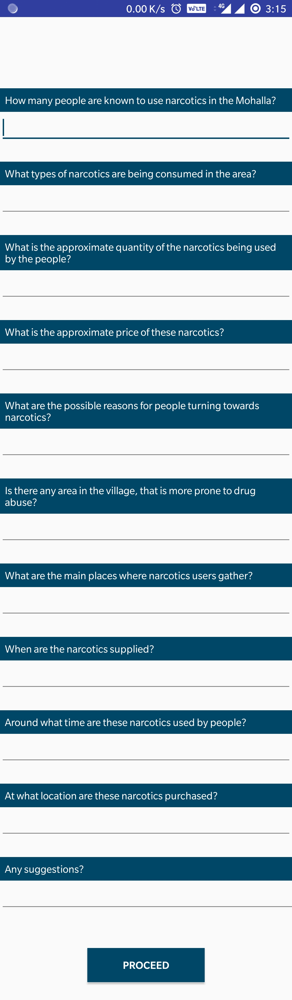 0.00 K/s VoLTE 4G 3:15
How many people are known to use narcotics in the Mohalla?
What types of narcotics are being consumed in the area?
What is the approximate quantity of the narcotics being used
by the people?
What is the approximate price of these narcotics?
What are the possible reasons for people turning towards
narcotics?
Is there any area in the village, that is more prone to drug
abuse?
What are the main places where narcotics users gather?
When are the narcotics supplied?
Around what time are these narcotics used by people?
At what location are these narcotics purchased?
Any suggestions?
PROCEED